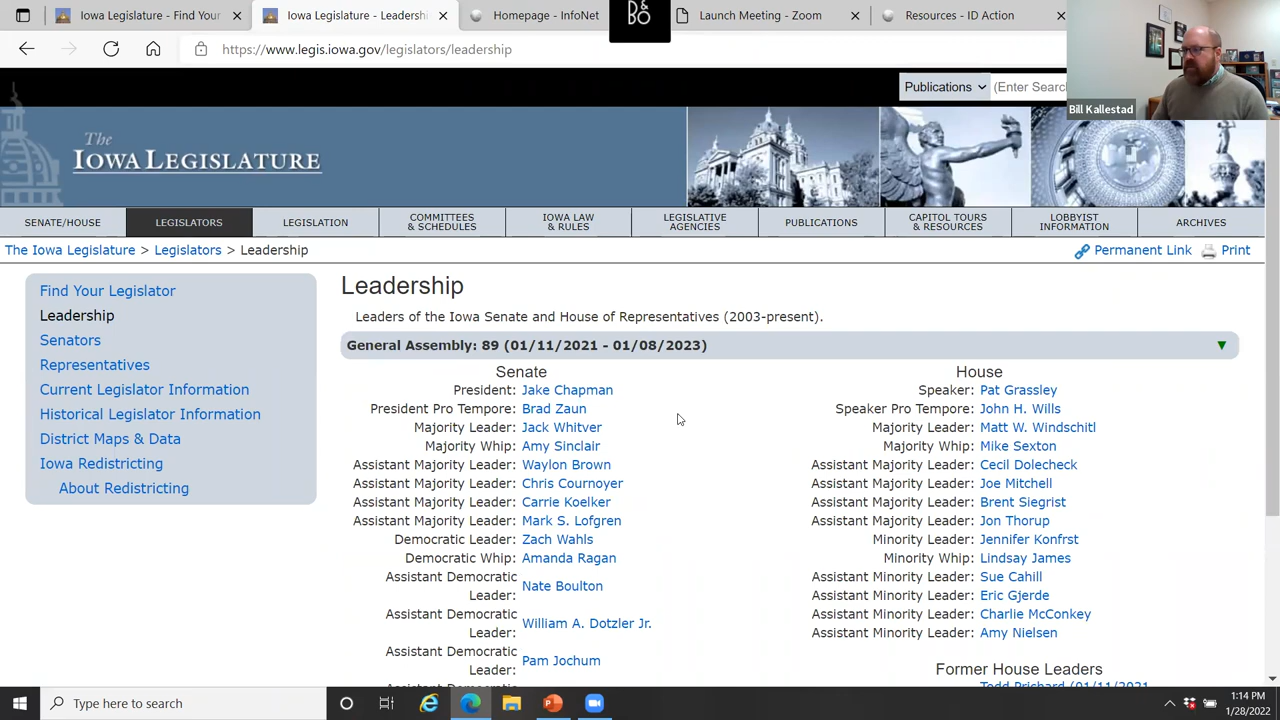 Iowa Legislature - Find Your
Iowa Legislature - Leadershi
Homepage - InfoNet
B&O
BO
Launch Meeting - Zoom
Resources - ID Action
https://www.legis.iowa.gov/legislators/leadership
Publications
(Enter Searc
Bill Kallestad
The
IOWA LEGISLATURE
SENATE/HOUSE
LEGISLATORS
LEGISLATION
COMMITTEES
& SCHEDULES
IOWA LAW
& RULES
LEGISLATIVE
AGENCIES
PUBLICATIONS
CAPITOL TOURS
& RESOURCES
LOBBYIST
INFORMATION
ARCHIVES
The Iowa Legislature > Legislators > Leadership
Permanent Link
Print
Find Your Legislator
Leadership
Senators
Representatives
Current Legislator Information
Historical Legislator Information
District Maps & Data
Iowa Redistricting
About Redistricting
Leadership
Leaders of the Iowa Senate and House of Representatives (2003-present).
General Assembly: 89 (01/11/2021 - 01/08/2023)
Senate
President: Jake Chapman
President Pro Tempore: Brad Zaun
Majority Leader: Jack Whitver
Majority Whip: Amy Sinclair
Assistant Majority Leader: Waylon Brown
Assistant Majority Leader: Chris Cournoyer
Assistant Majority Leader: Carrie Koelker
Assistant Majority Leader: Mark S. Lofgren
Democratic Leader: Zach Wahls
Democratic Whip: Amanda Ragan
Assistant Democratic
Leader: Nate Boulton
Assistant Democratic
Leader: William A. Dotzler Jr.
Assistant Democratic
Leader: Pam Jochum
House
Speaker: Pat Grassley
Speaker Pro Tempore: John H. Wills
Majority Leader: Matt W. Windschitl
Majority Whip: Mike Sexton
Assistant Majority Leader: Cecil Dolecheck
Assistant Majority Leader: Joe Mitchell
Assistant Majority Leader: Brent Siegrist
Assistant Majority Leader: Jon Thorup
Minority Leader: Jennifer Konfrst
Minority Whip: Lindsay James
Assistant Minority Leader: Sue Cahill
Assistant Minority Leader: Eric Gjerde
Assistant Minority Leader: Charlie McConkey
Assistant Minority Leader: Amy Nielsen
Former House Leaders
Todd Prichard (01/11/2021
Type here to search
1:14 PM
1/28/2022